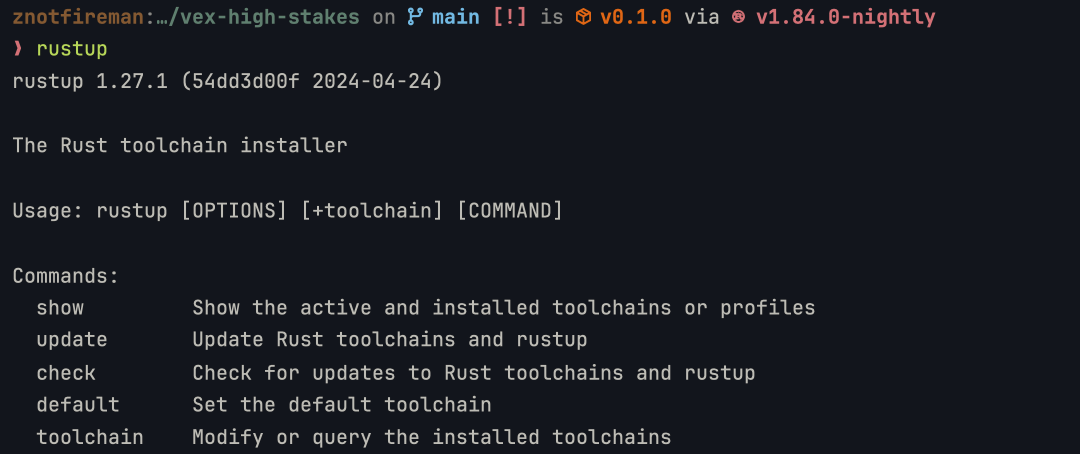 znotfireman:…/vex-high-stakes on main [!] is v0.1.0 via v1.84.0-nightly
❫ rustup
rustup 1.27.1 (54dd3d00f 2024-04-24)
The Rust toolchain installer
Usage: rustup [OPTIONS] [+toolchain] [COMMAND]
Commands:
show Show the active and installed toolchains or profiles
update Update Rust toolchains and rustup
check Check for updates to Rust toolchains and rustup
default Set the default toolchain
toolchain Modify or query the installed toolchains